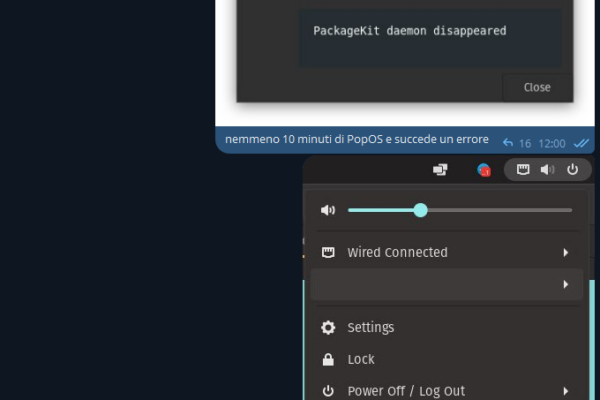 PackageKit daemon disappeared
Close
nemmeno 10 minuti di PopOS e succede un errore
16 12:00
Wired Connected
Settings
Lock
Power Off / Log Out